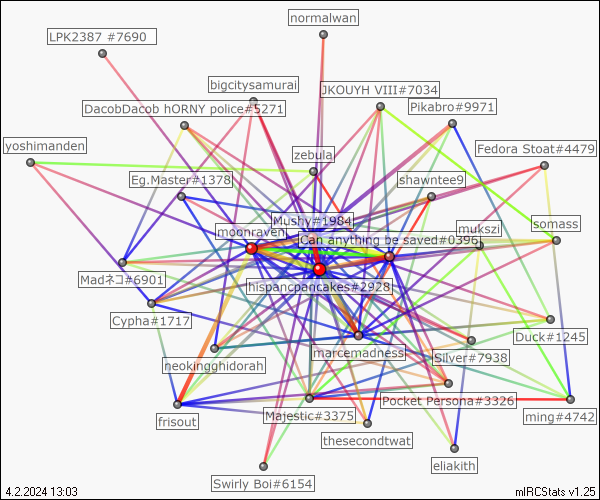 normalwan
LPK2387 #7690
bigcitysamurai
JKOUYH VIII#7034
DacobDacob hORNY police#5271
Pikabro#9971
yoshimanden
zebula
Fedora Stoat#4479
Eg.Master#1378
shawntee9
Mushy#1984
moonraveni
mukszi
somass
Can anything be saved#0396
Madネコ#6901
hispancpancakes#2928
Cypha#1717
Duck#1245
marcemadness
neokingghidorah
Silver#7938
Pocket Persona#3326
Majestic#3375
ming#4742
frisout
thesecondtwat
eliakith
Swirly Boi#6154
4.2.2024 13:03
mIRCStats v1.25